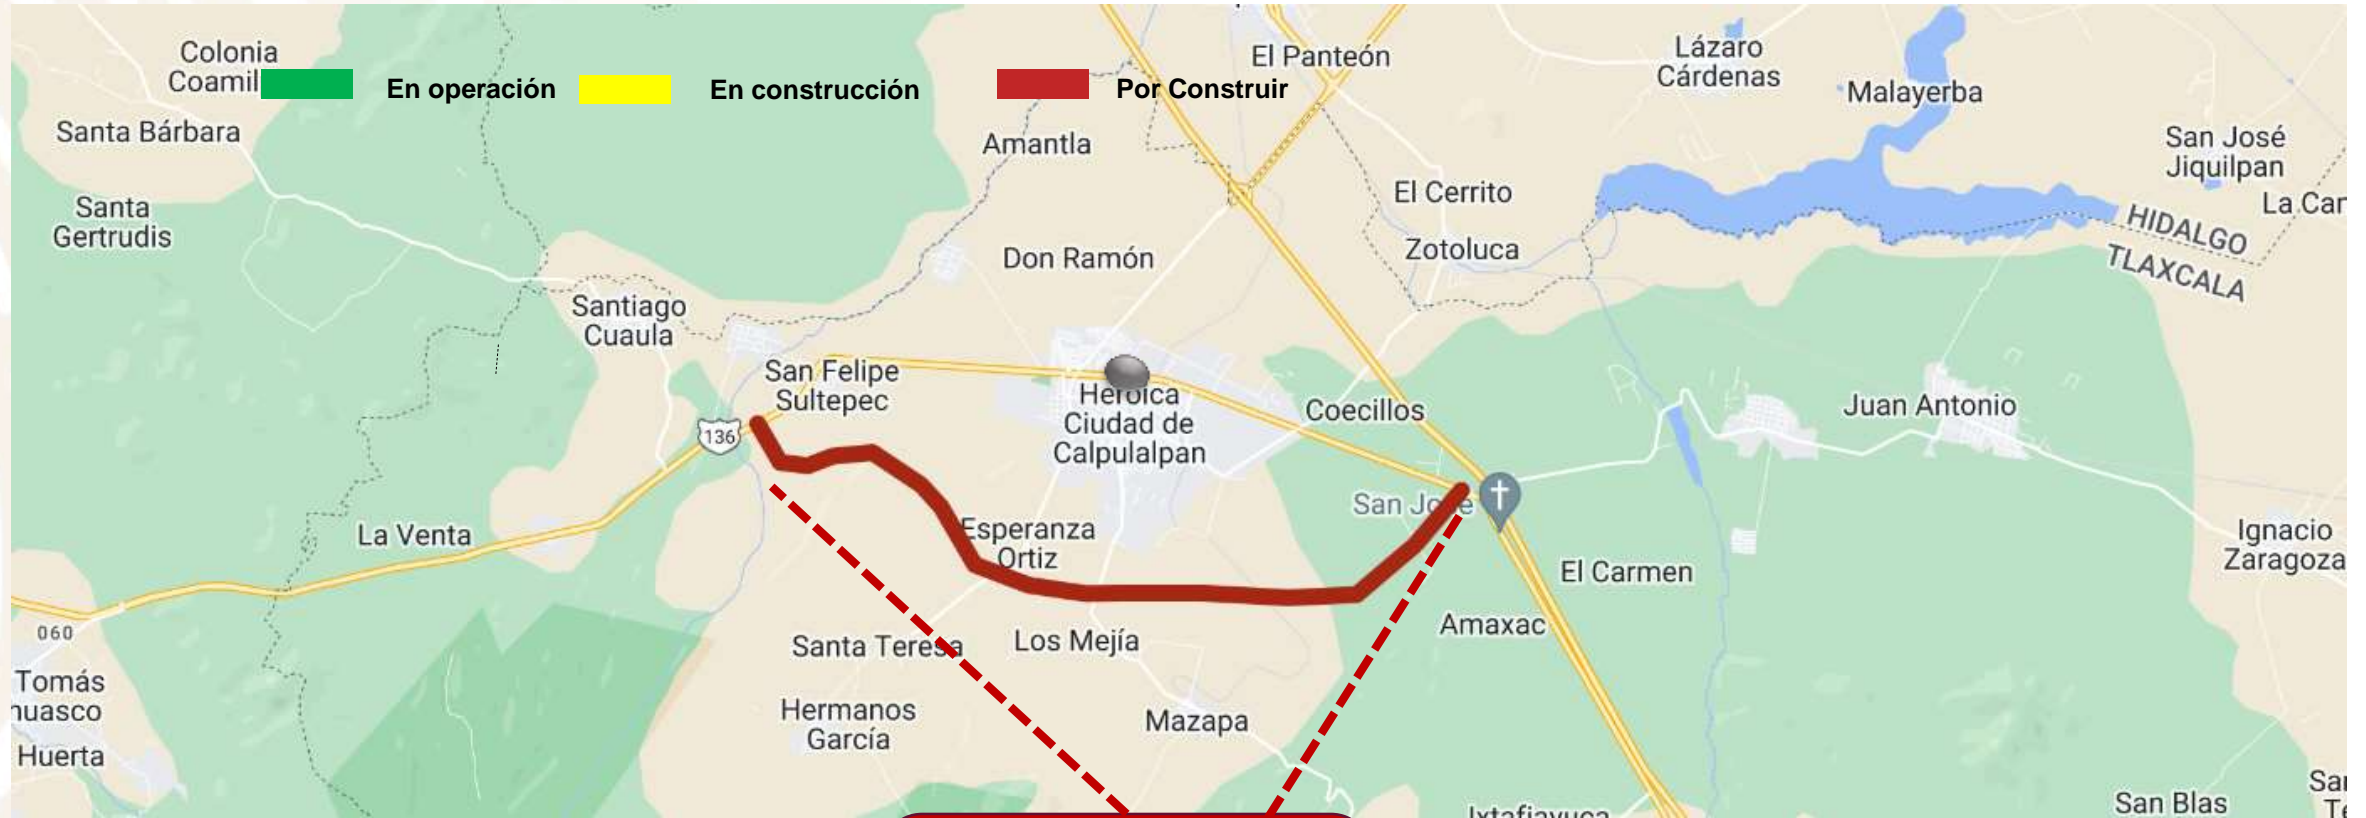 Colonia
Coamil
En operación
En construcción
Por Construir
El Panteón
Lázaro
Cárdenas
Malayerba
Santa Bárbara
Amantla
San José
Jiquilpan
El Cerrito
La Car
Santa
Gertrudis
HIDALGO
TLAXCALA
Don Ramón
Zotoluca
Santiago
Cuaula
San Felipe
Sultepec
Heroica
Ciudad de
Calpulalpan
Coecillos
Juan Antonio
136
San José
La Venta
Esperanza
Ortiz
Ignacio
Zaragoza
El Carmen
060
Santa Teresa
Los Mejía
Amaxac
Tomás
huasco
Huerta
Hermanos
García
Mazapa
San Blas